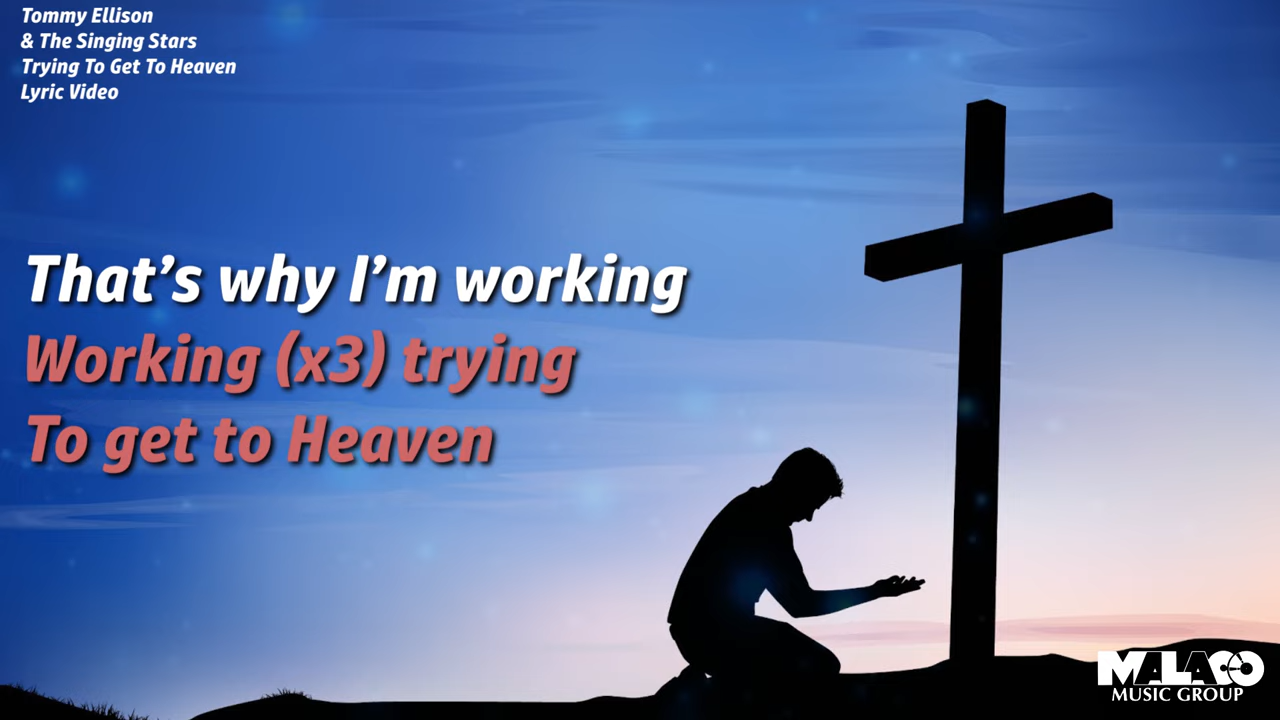 Tommy Ellison
& The Singing Stars
Trying To Get To Heaven
Lyric Video
That's why I'm working
Working (x3) trying
To get to Heaven
MALACO
MUSIC GROUP